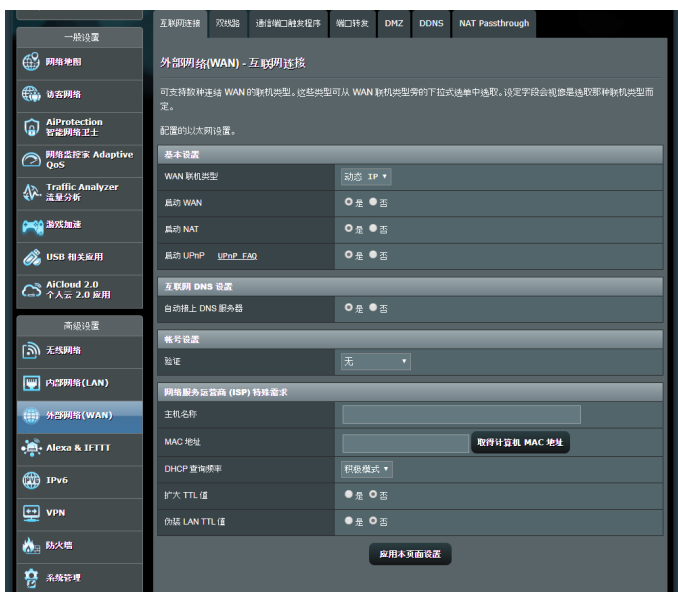 互联网连接 双线路 通信端口触发程序 端口转发 DMZ DDNS NAT Passthrough
外部网络(WAN) - 互联网连接
可支持数种连结 WAN 的联机类型。这些类型可从 WAN 联机类型旁的下拉式选单中选取。设定字段会视您是选取那种联机类型而
定。
配置的以太网设置。
基本设置
WAN 联机类型 动态 IP
启动 WAN 是 否
启动 NAT 是 否
启动 UPnP UPnP FAQ 是 否
互联网 DNS 设置
自动接上 DNS 服务器 是 否
帐号设置
验证 无
网络服务运营商 (ISP) 特殊需求
主机名称
MAC 地址 取得计算机 MAC 地址
DHCP 查询频率 积极模式
扩大 TTL 值 是 否
伪装 LAN TTL 值 是 否
应用本页面设置
一般设置
网络地图
访客网络
AiProtection
智能网络卫士
网络监控家 Adaptive
QoS
Traffic Analyzer
流量分析
游戏加速
USB 相关应用
AiCloud 2.0
个人云 2.0 应用
高级设置
无线网络
内部网络(LAN)
外部网络(WAN)
Alexa & IFTTT
IPv6
VPN
防火墙
系统管理